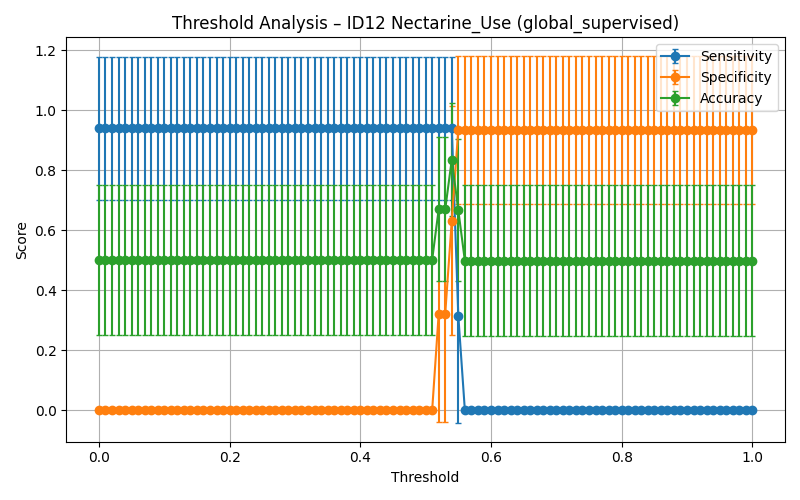 Threshold Analysis – ID12 Nectarine_Use (global_supervised)
Sensitivity
Specificity
Accuracy
Score
1.2
1.0
0.8
0.6
0.4
0.2
0.0
0.0 0.2 0.4 0.6 0.8 1.0
Threshold